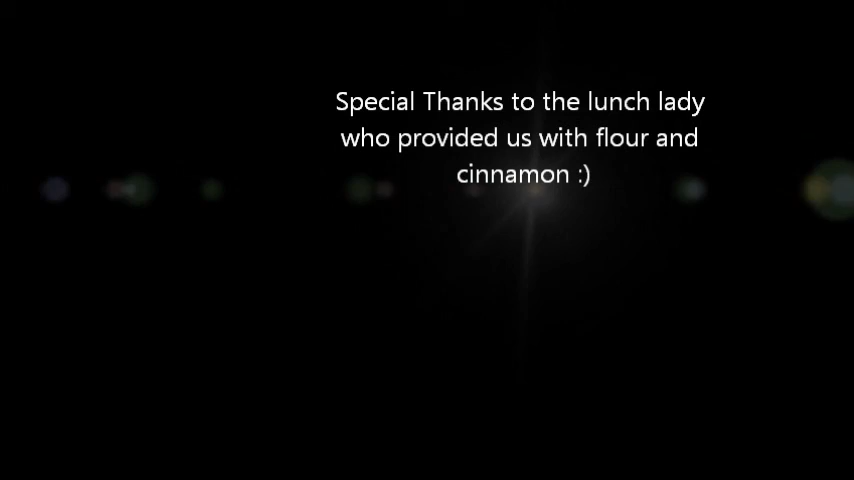 Special Thanks to the lunch lady
who provided us with flour and
cinnamon :)